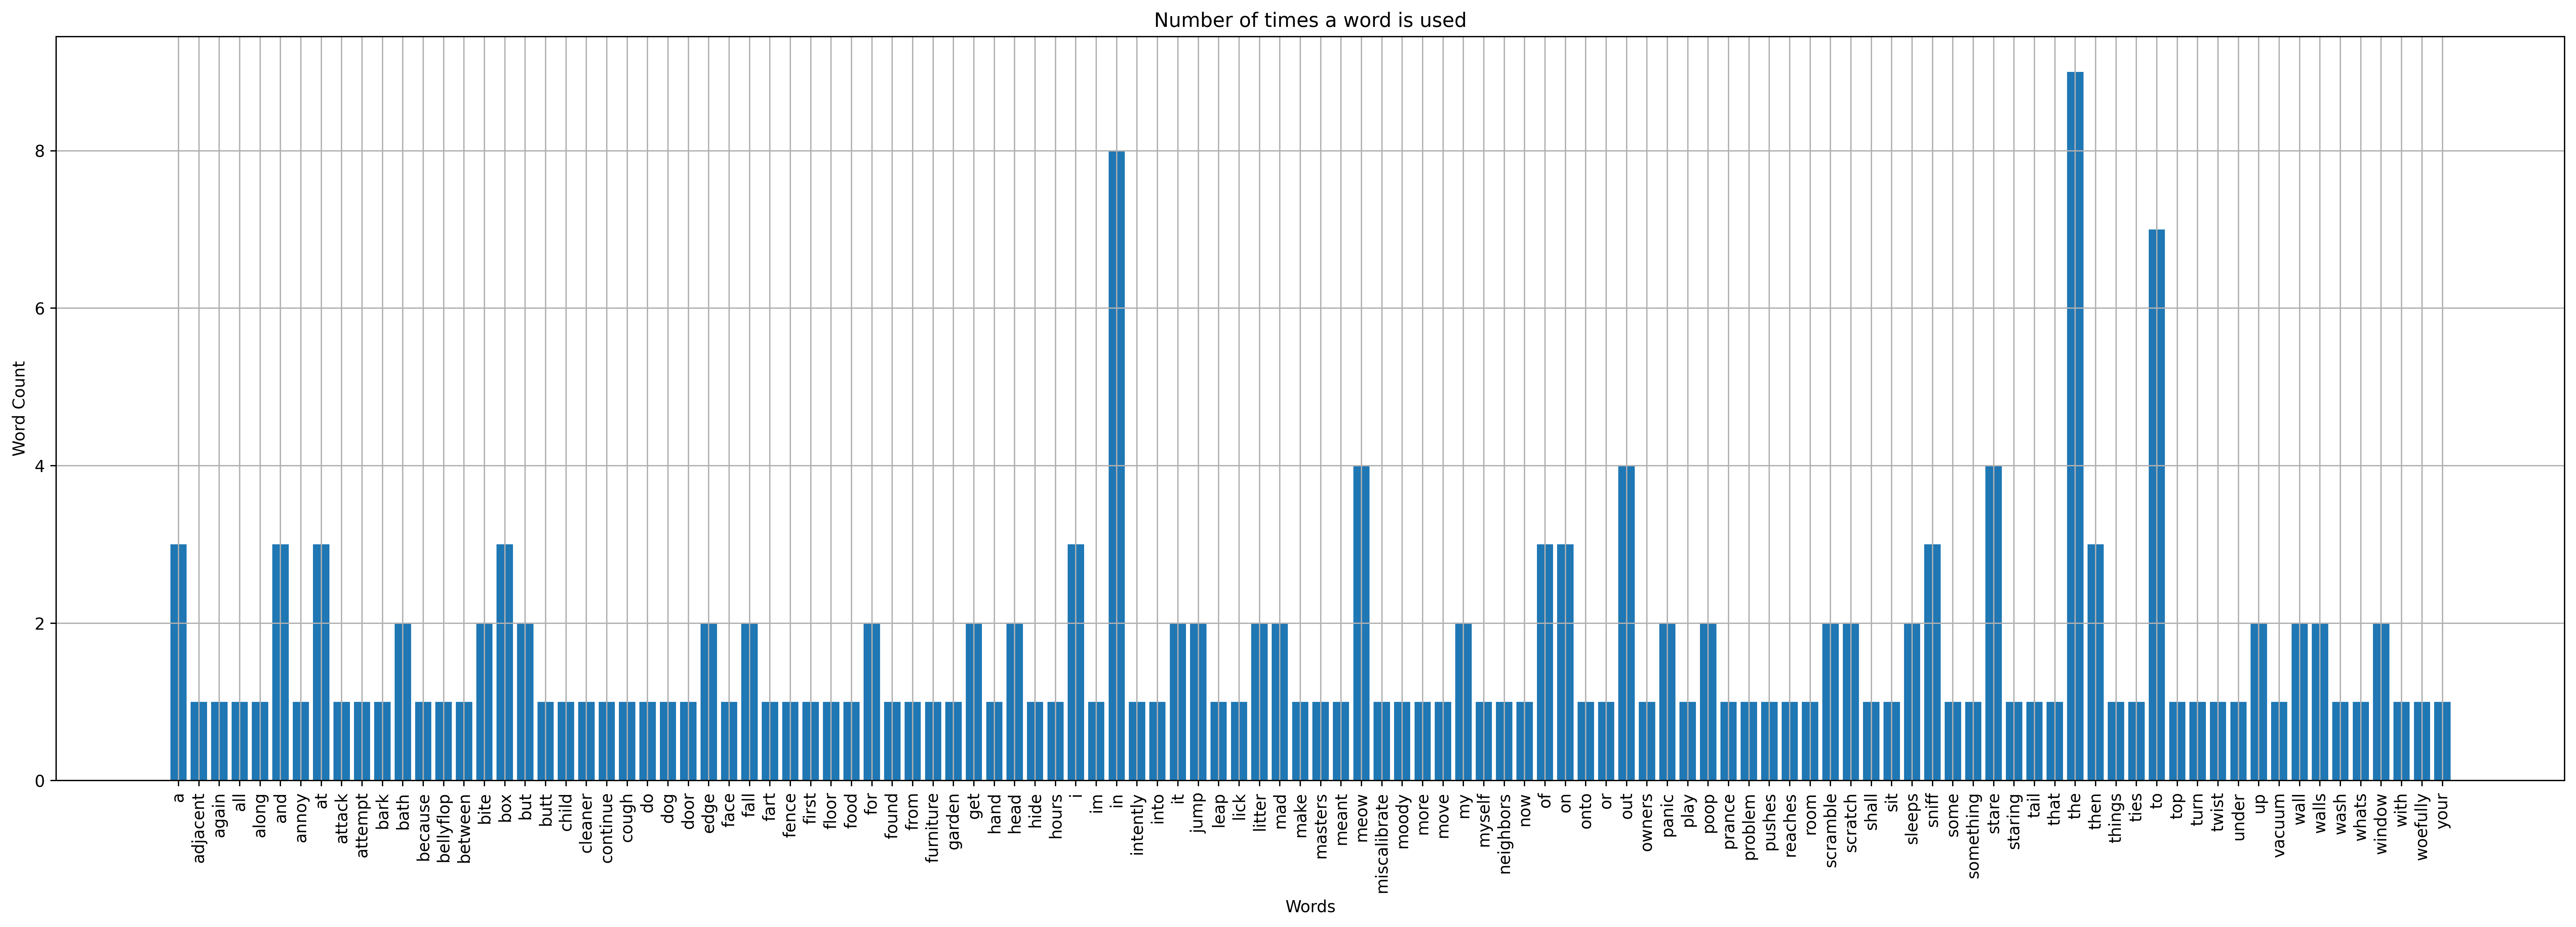 Number of times a word is used
Word Count
8
6
4
2
0
a
adjacent
again
all
along
and
annoy
at
attack
attempt
bark
bath
because
bellyflop
between
bite
box
but
butt
child
cleaner
continue
cough
do
dog
door
edge
face
fall
fart
fence
first
floor
food
for
found
from
furniture
garden
get
hand
head
hide
hours
i
im
in
intently
into
it
jump
leap
lick
litter
mad
make
masters
meant
meow
miscalibrate
moody
more
move
my
myself
neighbors
now
of
on
onto
or
out
owners
panic
play
poop
prance
problem
pushes
reaches
room
scramble
scratch
shall
sit
sleeps
sniff
some
something
stare
staring
tail
that
the
then
things
ties
to
top
turn
twist
under
up
vacuum
wall
walls
wash
whats
window
with
woefully
your
Words